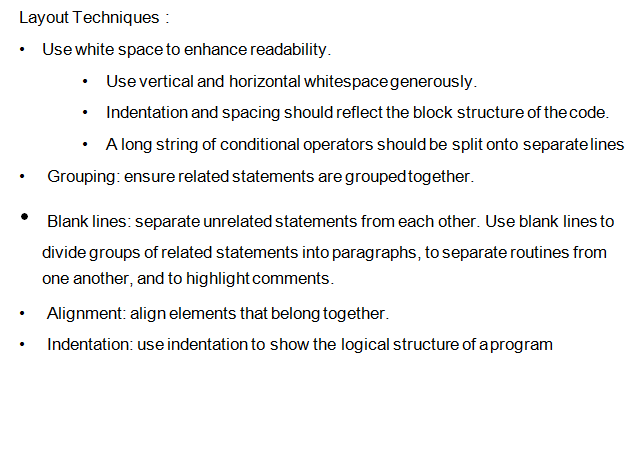 Layout Techniques :
• Use white space to enhance readability.
• Use vertical and horizontal whitespace generously.
• Indentation and spacing should reflect the block structure of the code.
• A long string of conditional operators should be split onto separate lines
• Grouping: ensure related statements are grouped together.
• Blank lines: separate unrelated statements from each other. Use blank lines to
divide groups of related statements into paragraphs, to separate routines from
one another, and to highlight comments.
• Alignment: align elements that belong together.
• Indentation: use indentation to show the logical structure of a program